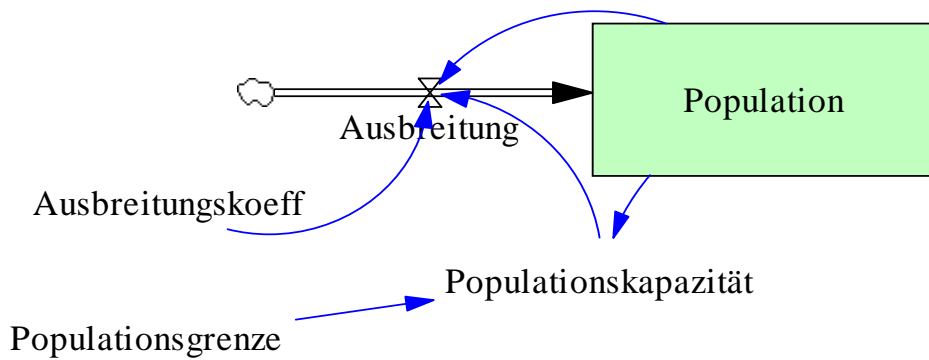 Population
Ausbreitung
Ausbreitungskoeff
Populationskapazität
Populationsgrenze